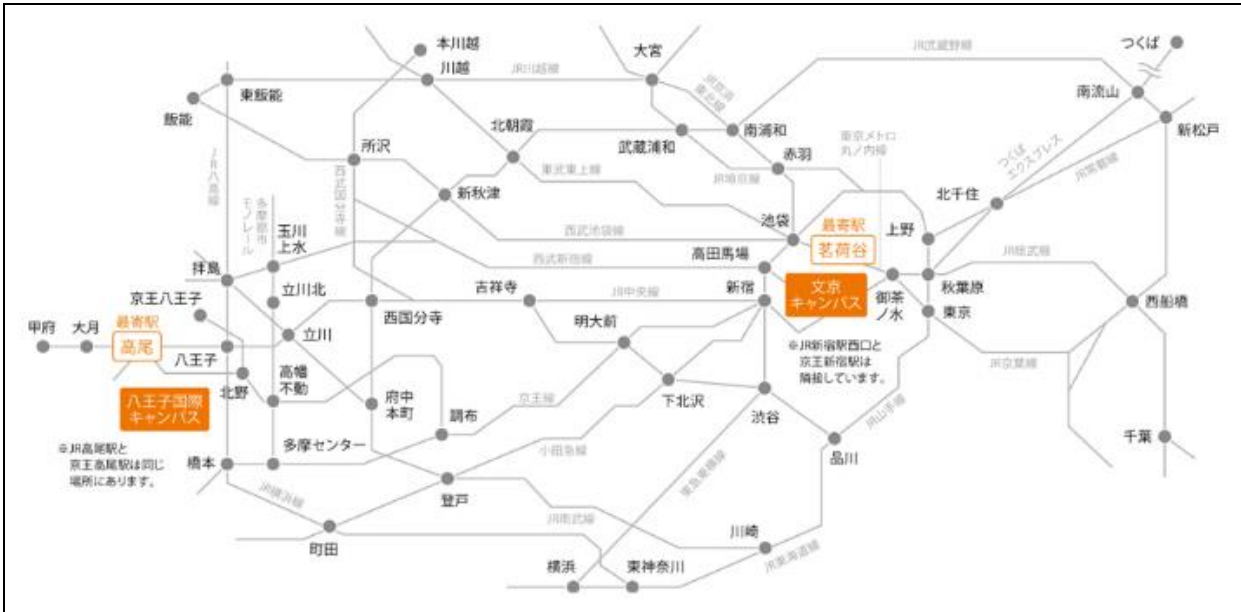 本川越
大宮
つくば
川越
JR川越線
JR武蔵野線
東飯能
JR京浜
東北線
南流山
飯能
北朝霞
武蔵浦和
南浦和
新松戸
東京メトロ
丸ノ内線
所沢
赤羽
つくば
エクスプレス
JR八高線
西武国分寺線
東武東上線
JR埼京線
JR常磐線
新秋津
北千住
多摩都市
モノレール
玉川
上水
西武池袋線
池袋
最寄駅
茗荷谷
上野
西武新宿線
高田馬場
JR総武線
拝島
京王八王子
立川北
吉祥寺
JR中央線
新宿
文京
キャンパス
御茶
ノ水
秋葉原
東京
西船橋
甲府
大月
最寄駅
高尾
八王子
立川
西国分寺
明大前
※JR新宿駅西口と
京王新宿駅は
隣接しています。
JR京葉線
北野
高幡
不動
府中
本町
調布
京王線
下北沢
渋谷
JR山手線
八王子国際
キャンパス
※JR高尾駅と
京王高尾駅は同じ
場所にあります。
橋本
多摩センター
小田急線
東急東横線
品川
千葉
JR横浜線
登戸
町田
JR南武線
川崎
JR東海道線
横浜
東神奈川